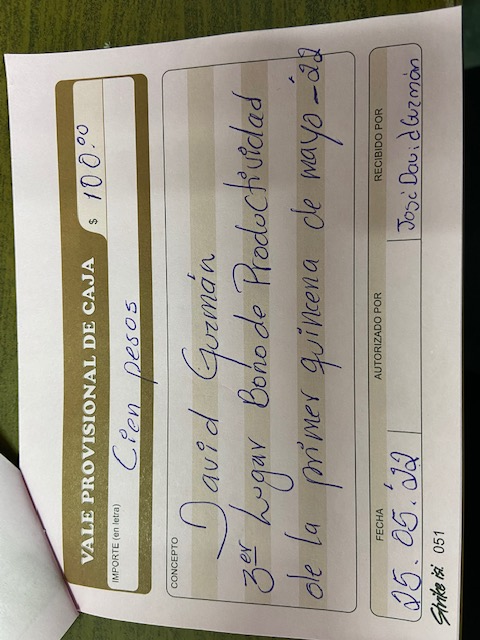 VALE PROVISIONAL DE CAJA
$ 100.00
IMPORTE (en letra)
Cien pesos
CONCEPTO
David Guzmán
3er Lugar Bono de Productividad
de la primer quincena de mayo-22
FECHA
AUTORIZADO POR
RECIBIDO POR
25.05.'22
José David Guzmán
051